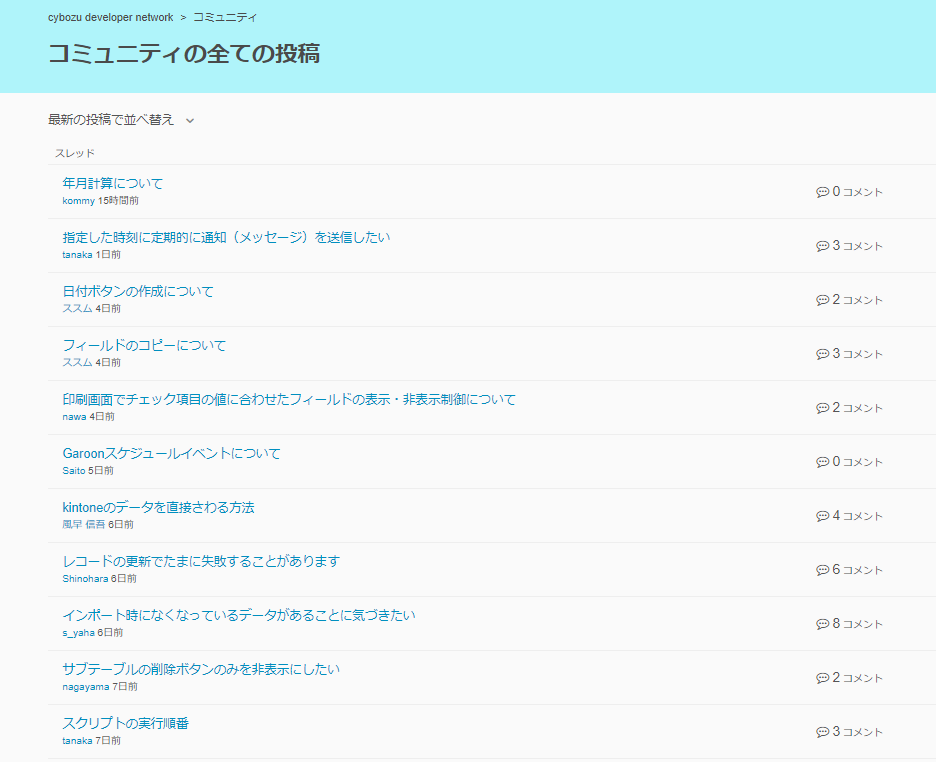 cybozu developer network > コミュニティ
コミュニティの全ての投稿
最新の投稿で並べ替え
スレッド
年月計算について
kommy 15時間前
0 コメント
指定した時刻に定期的に通知（メッセージ）を送信したい
tanaka 1日前
3 コメント
日付ボタンの作成について
ススム 4日前
2 コメント
フィールドのコピーについて
ススム 4日前
3 コメント
印刷画面でチェック項目の値に合わせたフィールドの表示・非表示制御について
nawa 4日前
2 コメント
Garoonスケジュールイベントについて
Saito 5日前
0 コメント
kintoneのデータを直接さわる方法
風早 信吾 6日前
4 コメント
レコードの更新でたまに失敗することがあります
Shinohara 6日前
6 コメント
インポート時になくなっているデータがあることに気づきたい
s_yaha 6日前
8 コメント
サブテーブルの削除ボタンのみを非表示にしたい
nagayama 7日前
2 コメント
スクリプトの実行順番
tanaka 7日前
3 コメント